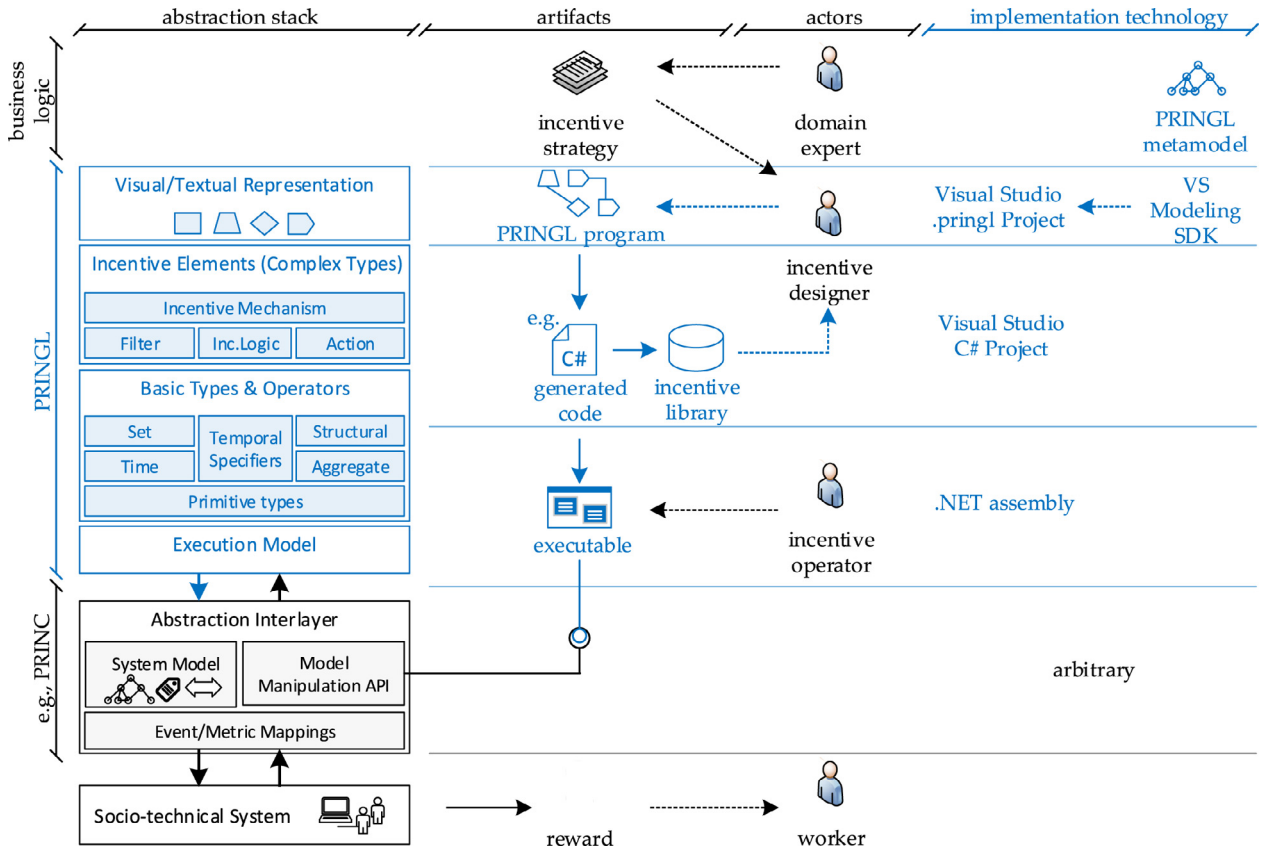 abstraction stack
artifacts
actors
implementation technology
business
logic
incentive
strategy
domain
expert
PRINGL
metamodel
PRINGL
Visual/Textual Representation
PRINGL program
incentive
designer
Visual Studio
.pringl Project
VS
Modeling
SDK
Incentive Elements (Complex Types)
Incentive Mechanism
Filter
Inc.Logic
Action
e.g.
C#
generated
code
incentive
library
Visual Studio
C# Project
Basic Types & Operators
Set
Temporal
Specifiers
Structural
Time
Aggregate
Primitive types
Execution Model
executable
incentive
operator
.NET assembly
e.g., PRINC
Abstraction Interlayer
System Model
Model
Manipulation API
Event/Metric Mappings
arbitrary
Socio-technical System
reward
worker